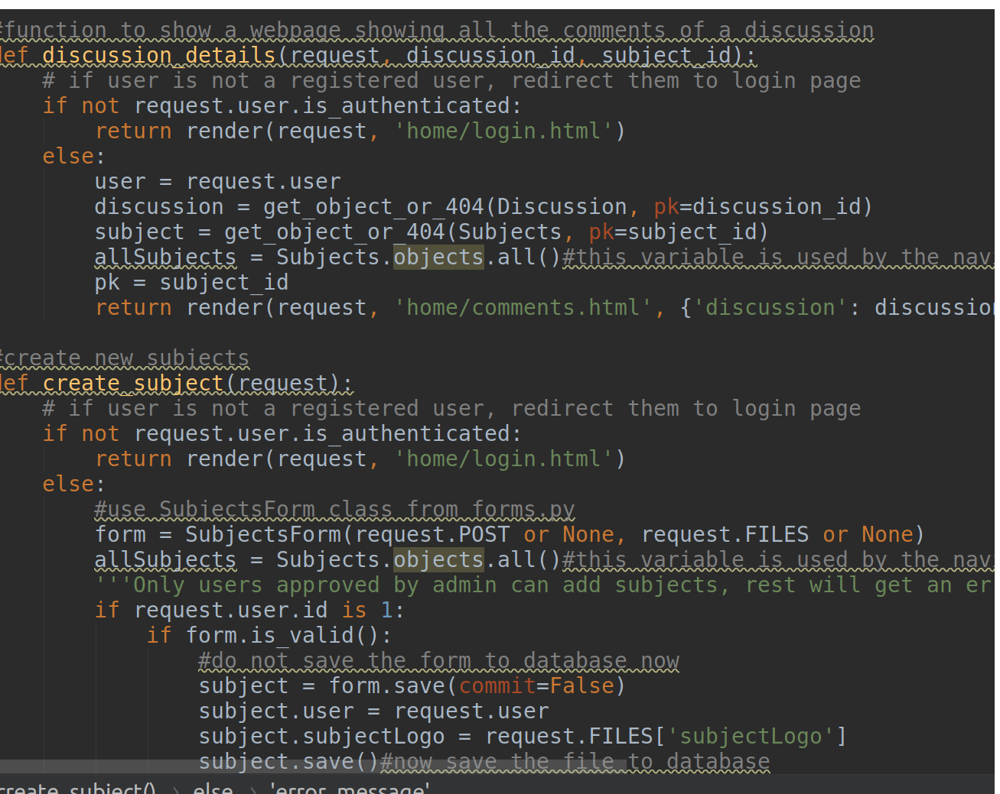 #function to show a webpage showing all the comments of a discussion
def discussion_details(request, discussion_id, subject_id):
# if user is not a registered user, redirect them to login page
if not request.user.is_authenticated:
return render(request, 'home/login.html')
else:
user = request.user
discussion = get_object_or_404(Discussion, pk=discussion_id)
subject = get_object_or_404(Subjects, pk=subject_id)
allSubjects = Subjects.objects.all()#this variable is used by the navi
pk = subject_id
return render(request, 'home/comments.html', {'discussion': discussion
#create new subjects
def create_subject(request):
# if user is not a registered user, redirect them to login page
if not request.user.is_authenticated:
return render(request, 'home/login.html')
else:
#use SubjectsForm class from forms.py
form = SubjectsForm(request.POST or None, request.FILES or None)
allSubjects = Subjects.objects.all()#this variable is used by the navi
'''Only users approved by admin can add subjects, rest will get an er
if request.user.id is 1:
if form.is_valid():
#do not save the form to database now
subject = form.save(commit=False)
subject.user = request.user
subject.subjectLogo = request.FILES['subjectLogo']
subject.save()#now save the file to database
create_subject() › else › 'error_message'